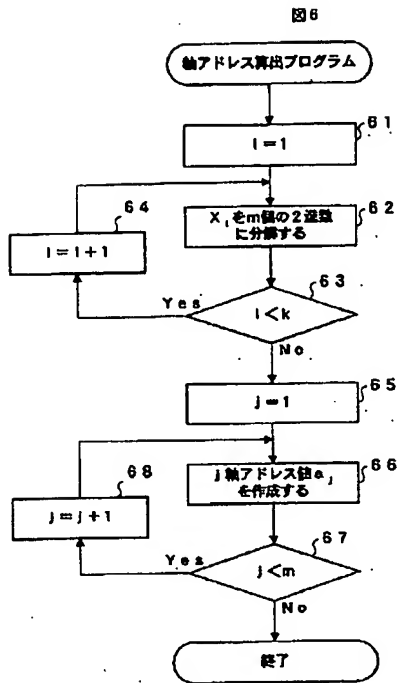 図6
軸アドレス算出プログラム
61
i=1
62
Xiをm個の2進数
に分解する
64
i=i+1
63
i<k
Yes
No
65
j=1
66
j軸アドレス値aj
を作成する
68
j=j+1
67
j<m
Yes
No
終了